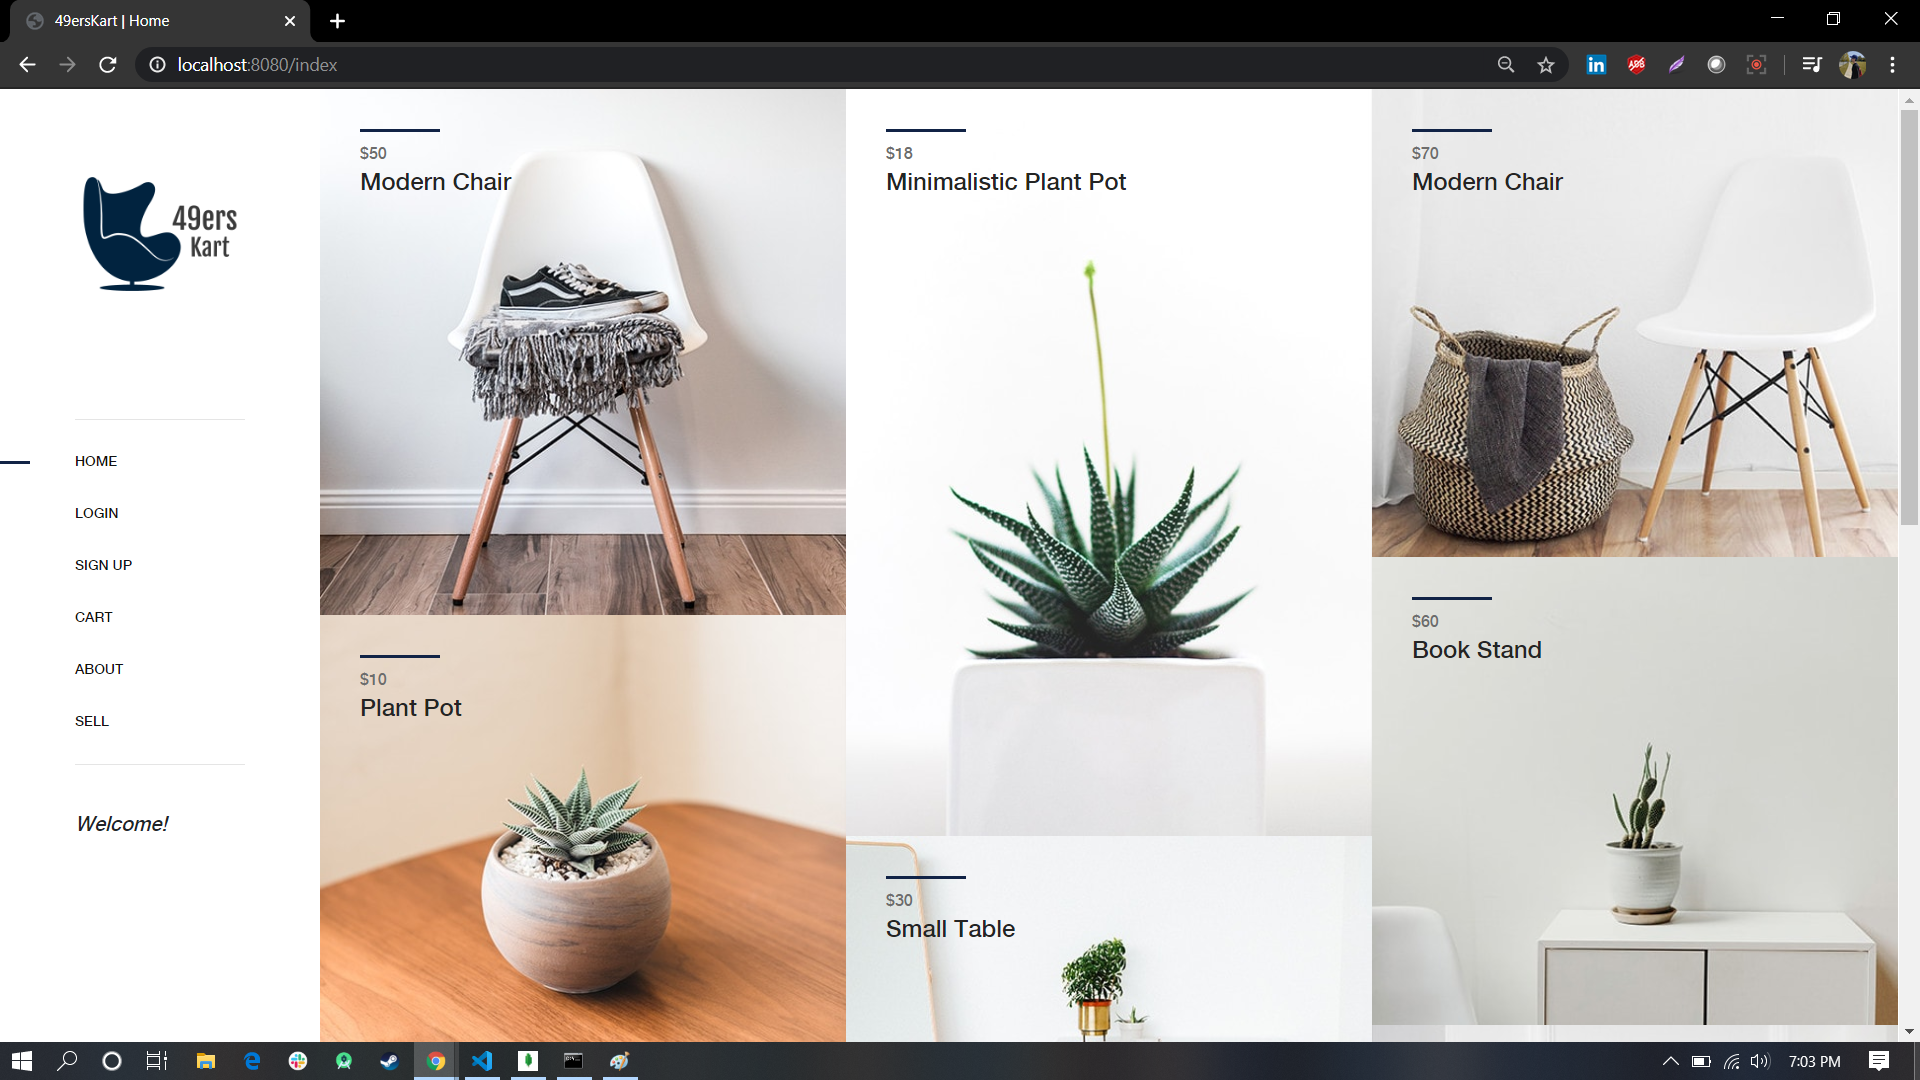 49ersKart | Home
localhost:8080/index
49ers
Kart
HOME
LOGIN
SIGN UP
CART
ABOUT
SELL
Welcome!
$50
Modern Chair
$10
Plant Pot
$18
Minimalistic Plant Pot
$30
Small Table
$70
Modern Chair
$60
Book Stand
in
7:03 PM